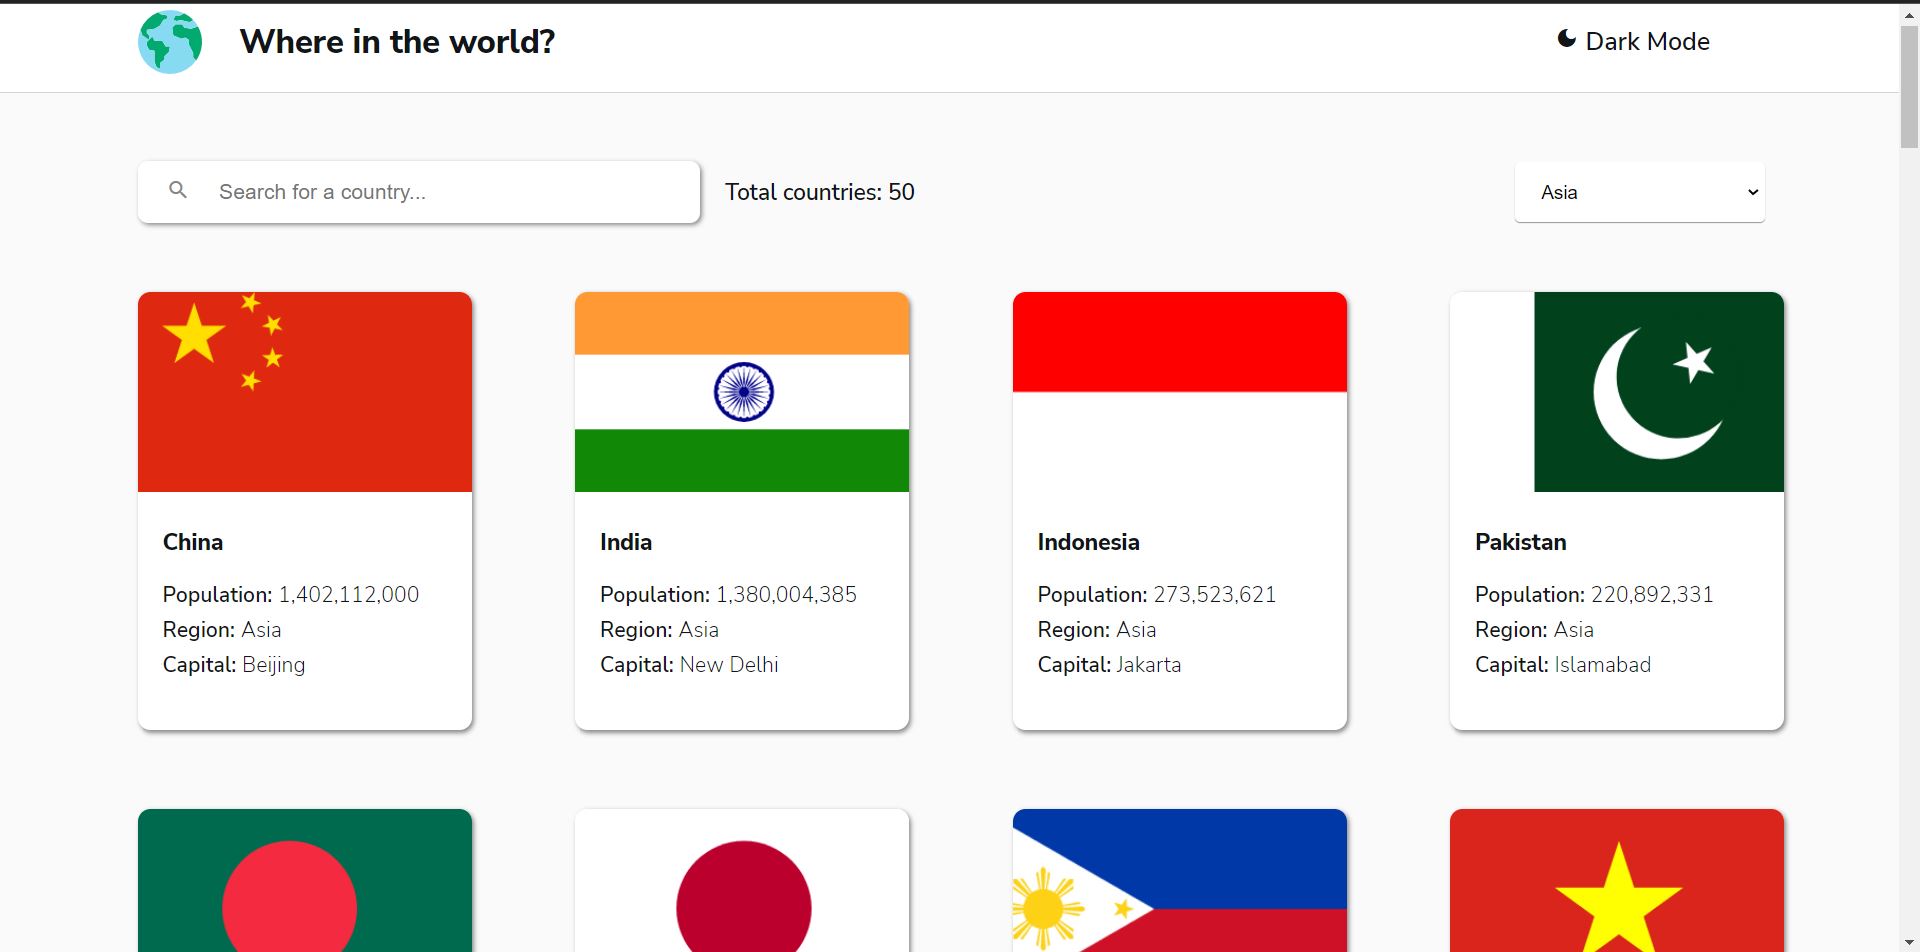 Where in the world?
Dark Mode
Search for a country...
Total countries: 50
Asia
China
Population: 1,402,112,000
Region: Asia
Capital: Beijing
India
Population: 1,380,004,385
Region: Asia
Capital: New Delhi
Indonesia
Population: 273,523,621
Region: Asia
Capital: Jakarta
Pakistan
Population: 220,892,331
Region: Asia
Capital: Islamabad